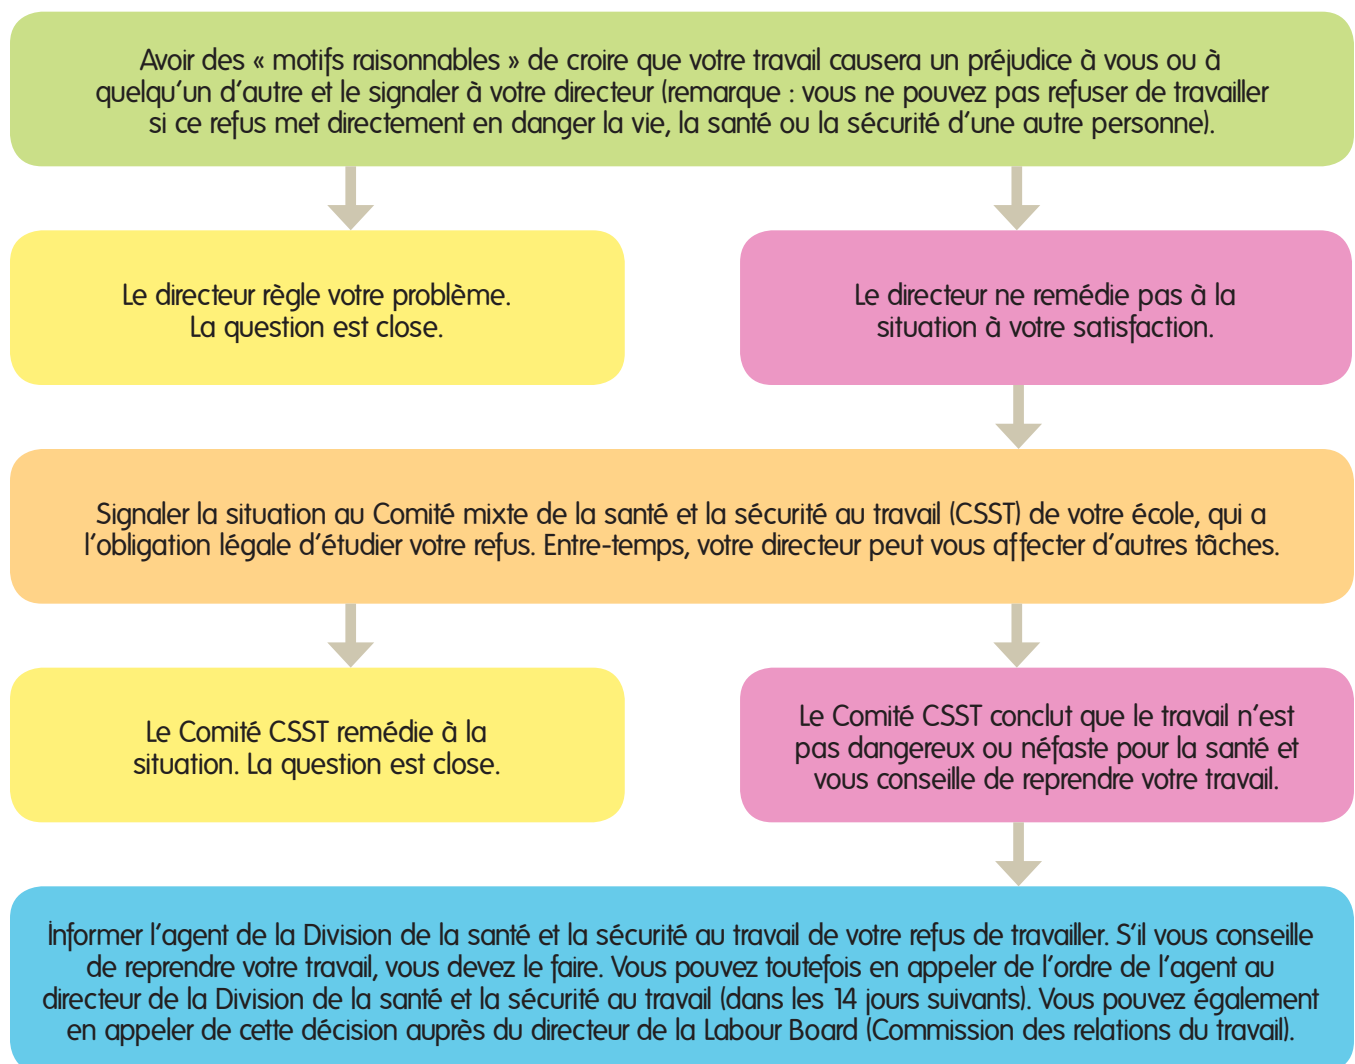 Avoir des « motifs raisonnables » de croire que votre travail causera un préjudice à vous ou à
quelqu’un d’autre et le signaler à votre directeur (remarque : vous ne pouvez pas refuser de travailler
si ce refus met directement en danger la vie, la santé ou la sécurité d’une autre personne).
Le directeur règle votre problème.
La question est close.
Le directeur ne remédie pas à la
situation à votre satisfaction.
Signaler la situation au Comité mixte de la santé et la sécurité au travail (CSST) de votre école, qui a
l’obligation légale d’étudier votre refus. Entre-temps, votre directeur peut vous affecter d’autres tâches.
Le Comité CSST remédie à la
situation. La question est close.
Le Comité CSST conclut que le travail n’est
pas dangereux ou néfaste pour la santé et
vous conseille de reprendre votre travail.
Informer l’agent de la Division de la santé et la sécurité au travail de votre refus de travailler. S’il vous conseille
de reprendre votre travail, vous devez le faire. Vous pouvez toutefois en appeler de l’ordre de l’agent au
directeur de la Division de la santé et la sécurité au travail (dans les 14 jours suivants). Vous pouvez également
en appeler de cette décision auprès du directeur de la Labour Board (Commission des relations du travail).